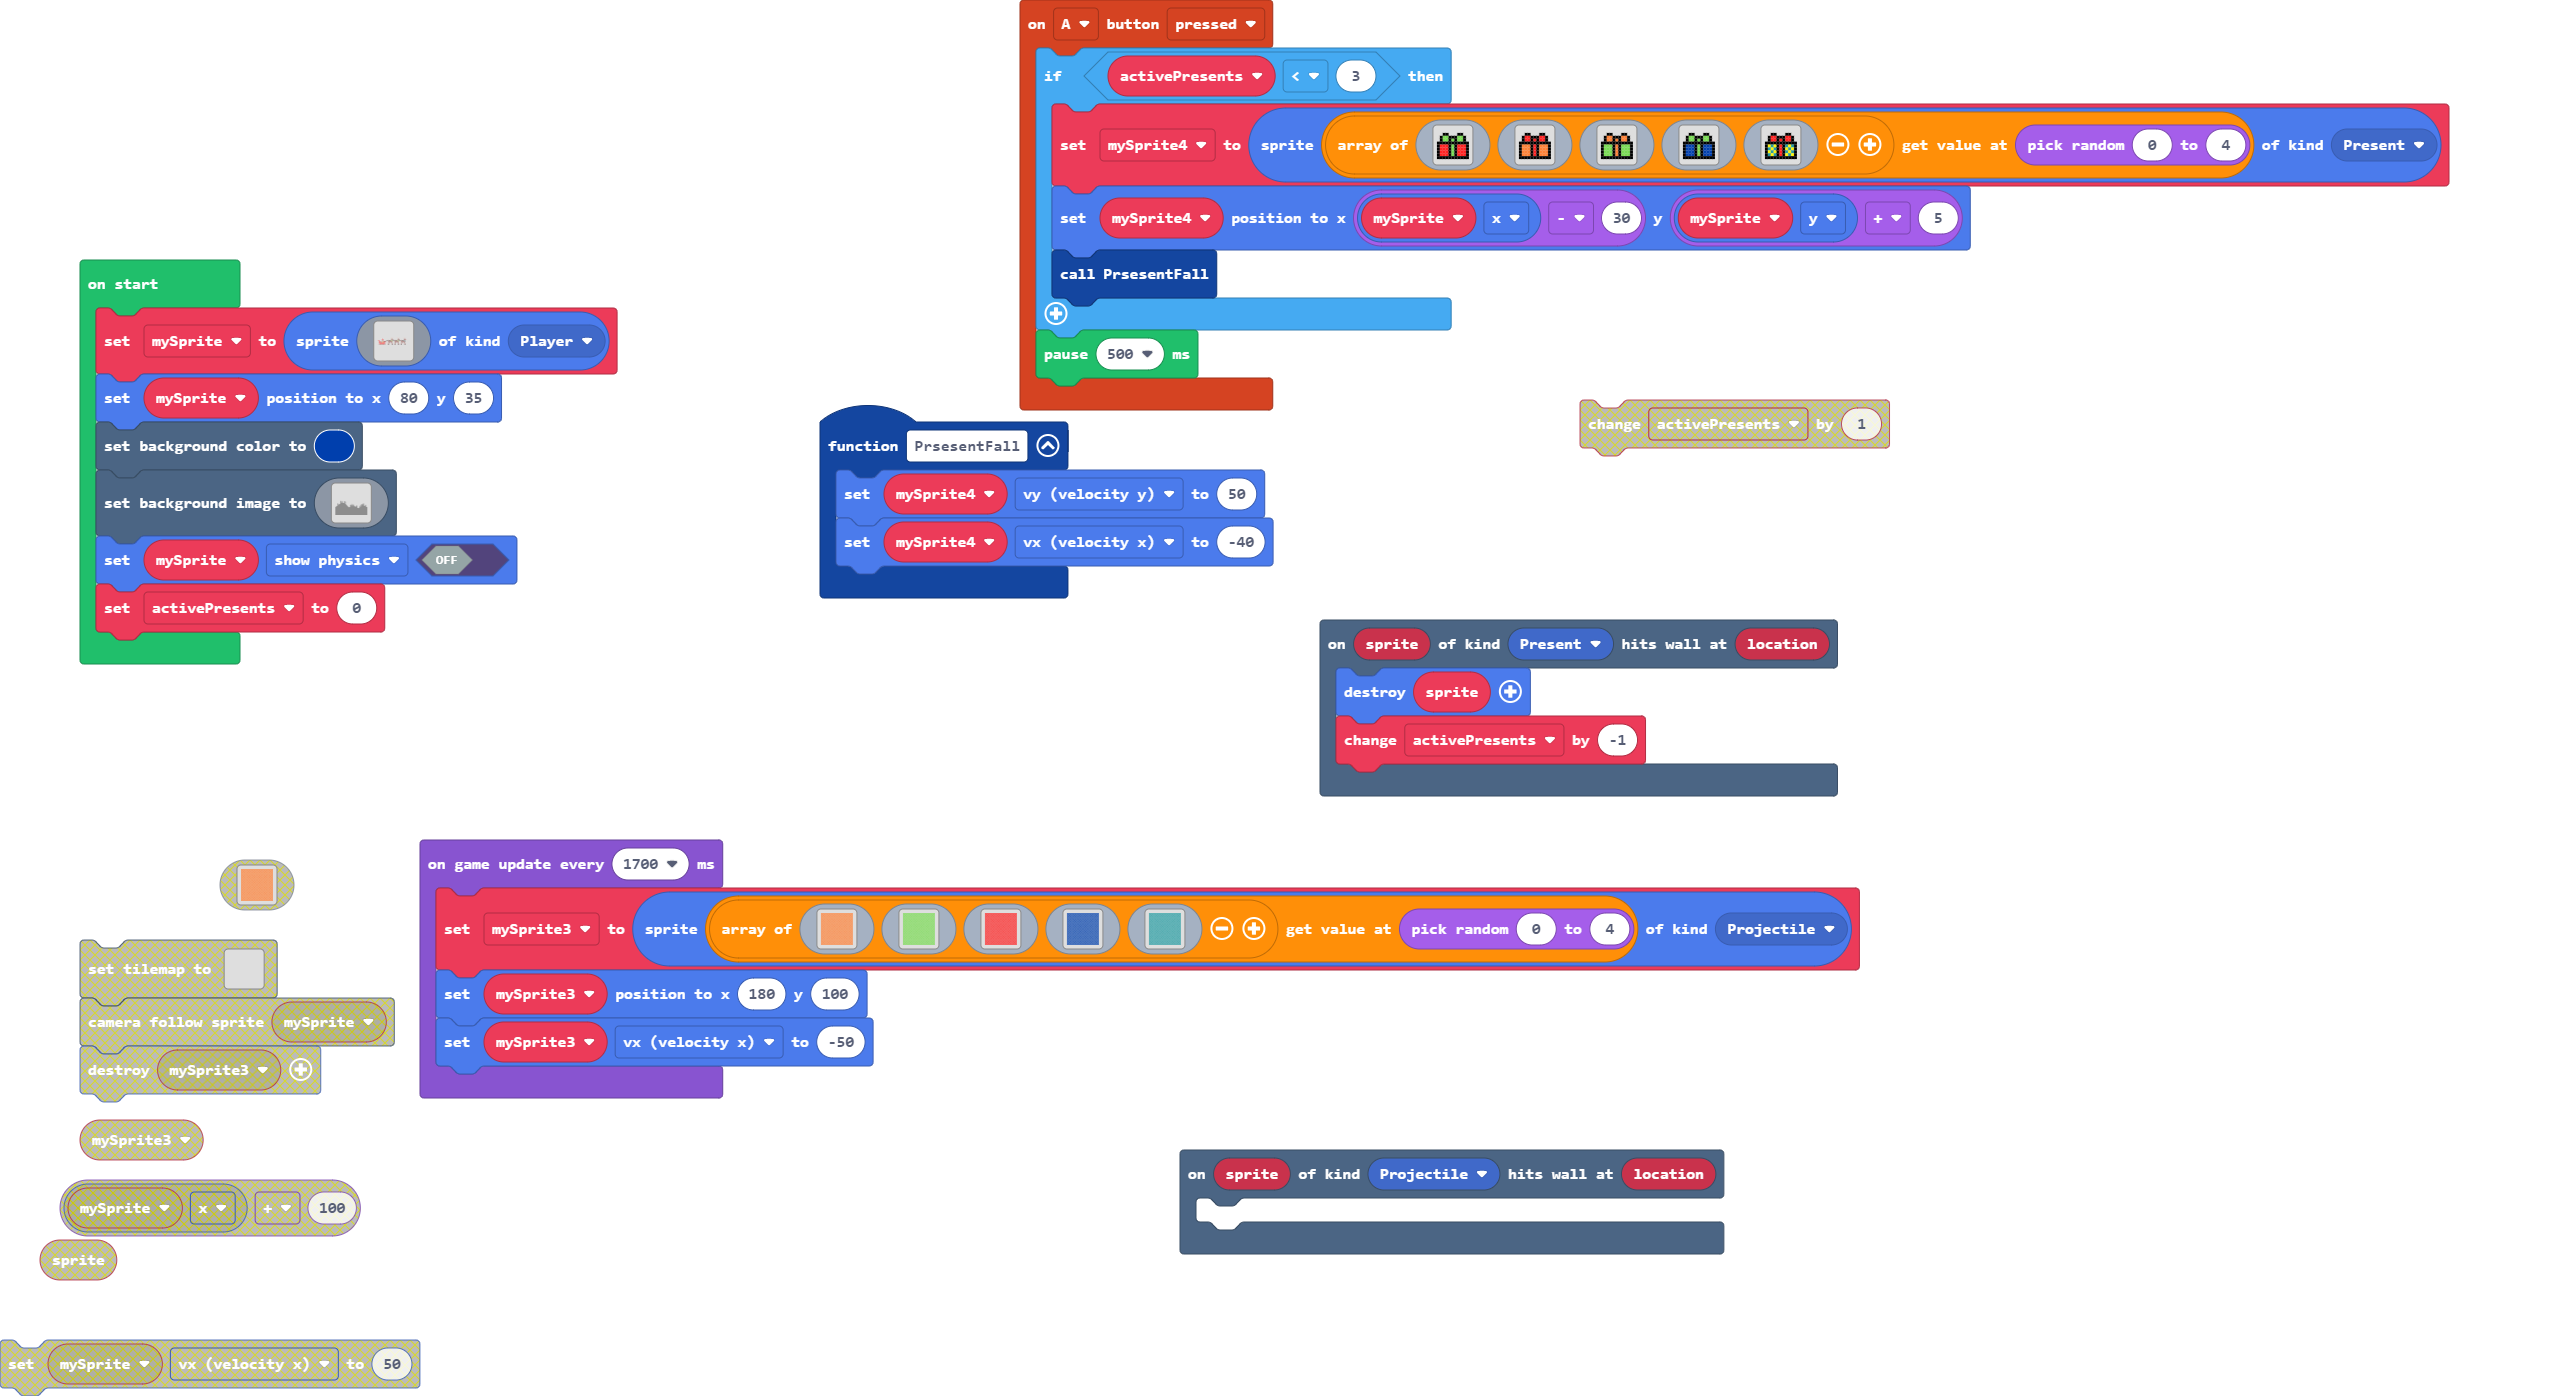 on A button pressed
if activePresents < 3 then
set mySprite4 to sprite array of get value at pick random 0 to 4 of kind Present
set mySprite4 position to x mySprite x - 30 y mySprite y + 5
call PrsesentFall
pause 500 ms
on start
set mySprite to sprite of kind Player
set mySprite position to x 80 y 35
set background color to
set background image to
set mySprite show physics OFF
set activePresents to 0
function PrsesentFall
set mySprite4 vy (velocity y) to 50
set mySprite4 vx (velocity x) to -40
change activePresents by 1
on sprite of kind Present hits wall at location
destroy sprite
change activePresents by -1
on game update every 1700 ms
set mySprite3 to sprite array of get value at pick random 0 to 4 of kind Projectile
set mySprite3 position to x 180 y 100
set mySprite3 vx (velocity x) to -50
set tilemap to
camera follow sprite mySprite
destroy mySprite3
mySprite3
mySprite x + 100
sprite
on sprite of kind Projectile hits wall at location
set mySprite vx (velocity x) to 50